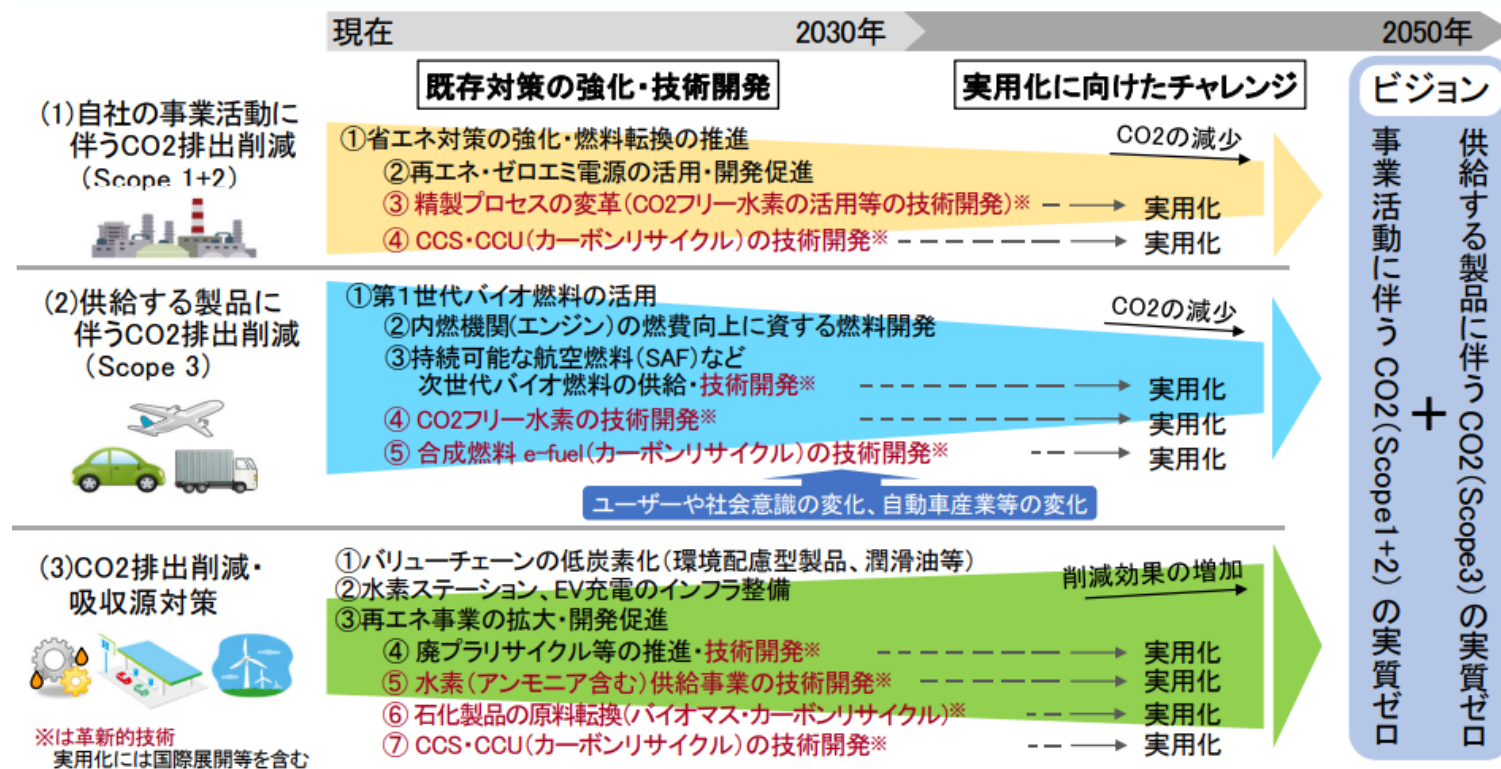 現在
2030年
2050年
既存対策の強化・技術開発
実用化に向けたチャレンジ
(1)自社の事業活動に
伴うCO2排出削減
(Scope 1+2)
①省エネ対策の強化・燃料転換の推進
②再エネ・ゼロエミ電源の活用・開発促進
③ 精製プロセスの変革(CO2フリー水素の活用等の技術開発)※
実用化
④ CCS・CCU(カーボンリサイクル)の技術開発※
実用化
CO2の減少
(2)供給する製品に
伴うCO2排出削減
(Scope 3)
①第1世代バイオ燃料の活用
②内燃機関(エンジン)の燃費向上に資する燃料開発
③持続可能な航空燃料(SAF)など
次世代バイオ燃料の供給・技術開発※
実用化
④ CO2フリー水素の技術開発※
実用化
⑤ 合成燃料 e-fuel(カーボンリサイクル)の技術開発※
実用化
CO2の減少
ユーザーや社会意識の変化、自動車産業等の変化
(3)CO2排出削減・
吸収源対策
①バリューチェーンの低炭素化(環境配慮型製品、潤滑油等)
②水素ステーション、EV充電のインフラ整備
③再エネ事業の拡大・開発促進
④ 廃プラリサイクル等の推進・技術開発※
実用化
⑤ 水素(アンモニア含む)供給事業の技術開発※
実用化
⑥ 石化製品の原料転換(バイオマス・カーボンリサイクル)※
実用化
⑦ CCS・CCU(カーボンリサイクル)の技術開発※
実用化
削減効果の増加
※は革新的技術
実用化には国際展開等を含む
ビジョン
事業活動に伴う CO2(Scope1+2) の実質ゼロ
+
供給する製品に伴う CO2(Scope3) の実質ゼロ